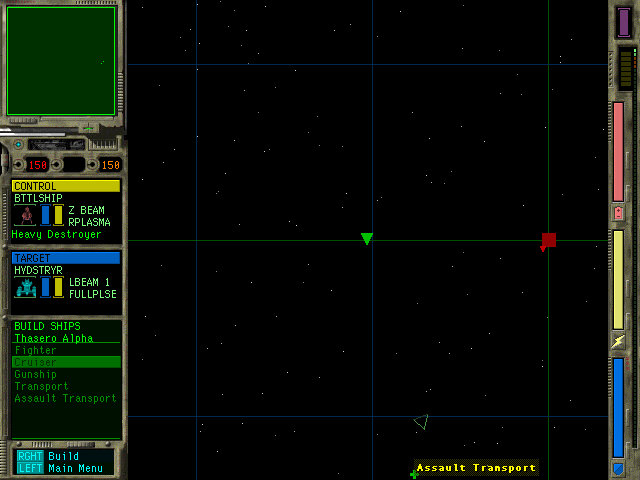 150 150
CONTROL
BTTLSHIP
Z BEAM
RPLASMA
Heavy Destroyer
TARGET
HVDSTRYR
LBEAM 1
FULLPLSE
BUILD SHIPS
Thasero Alpha
Fighter
Cruiser
Gunship
Transport
Assault Transport
RGHT Build
LEFT Main Menu
Assault Transport